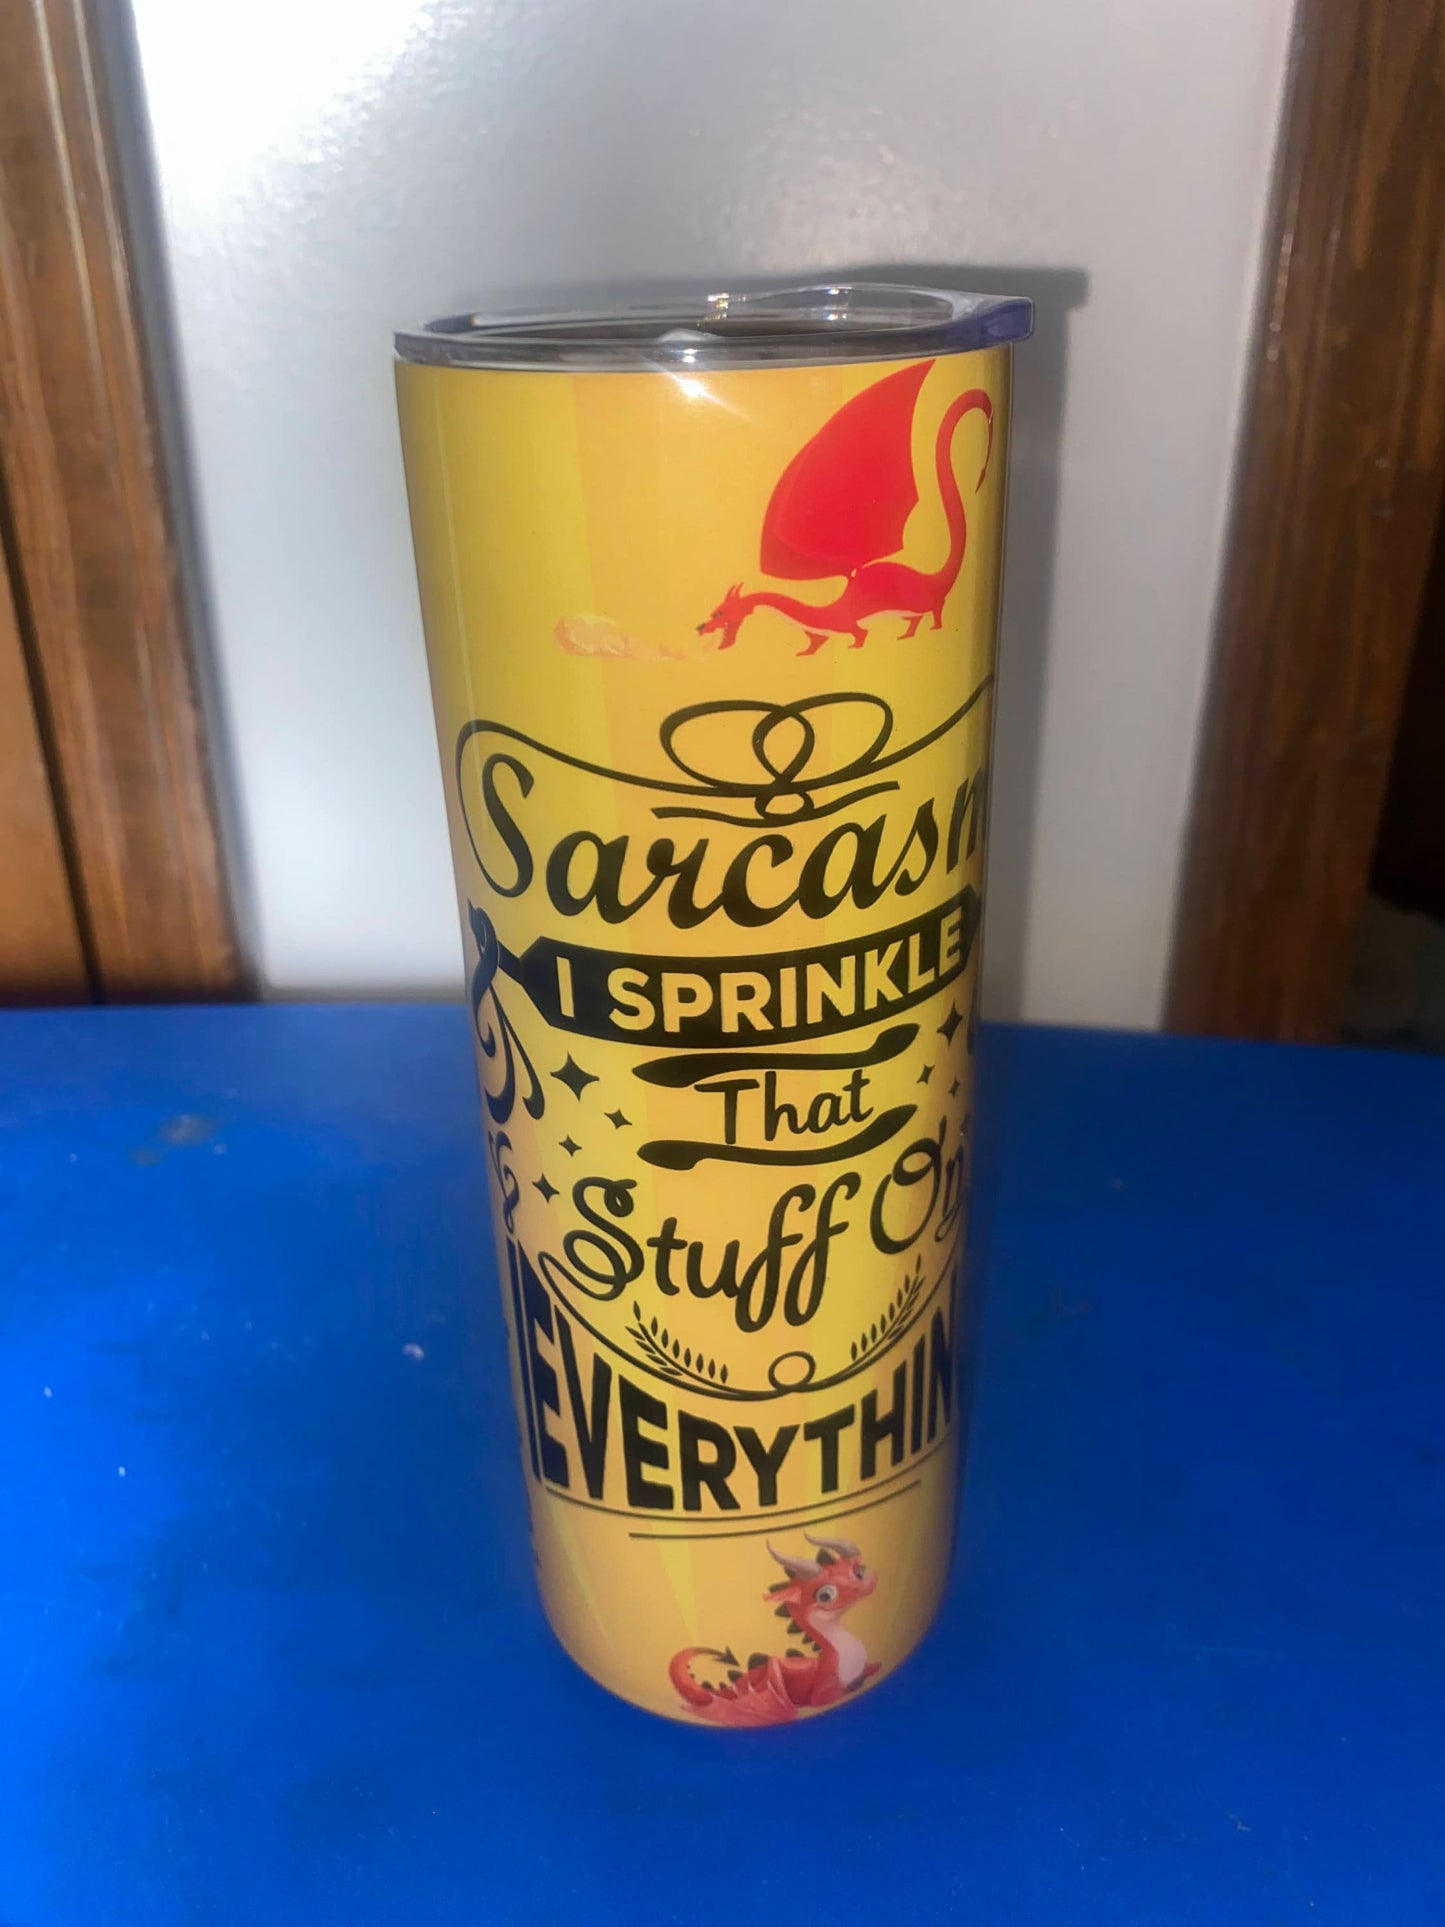 Sarcasm
I SPRINKLE
That
Stuff On
EVERYTHIN